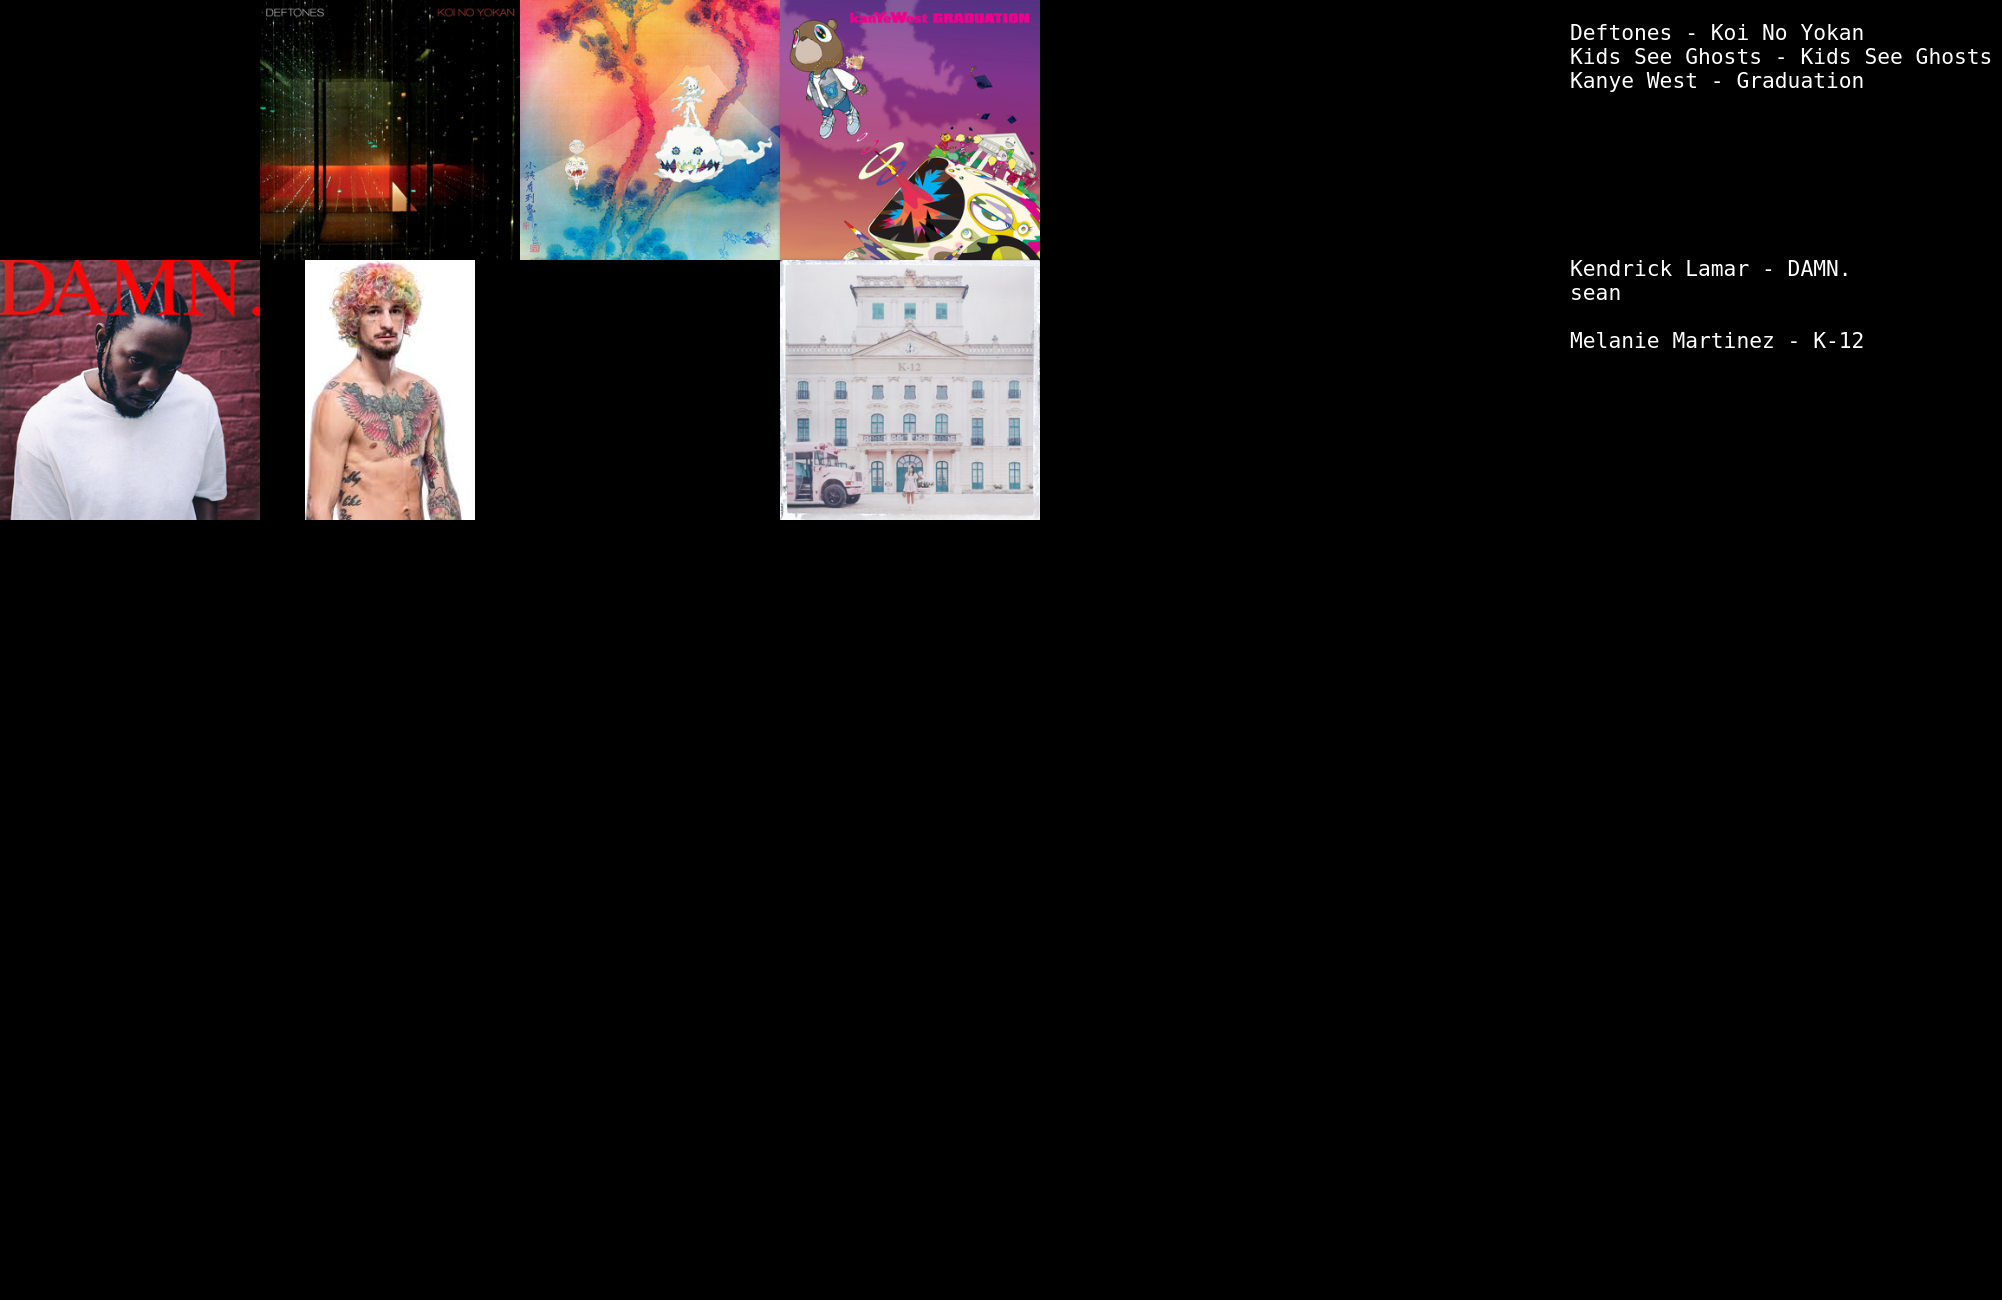 DEFTONES
KOI NO YOKAN
kanYeWest GRADUATION
Deftones - Koi No Yokan
Kids See Ghosts - Kids See Ghosts
Kanye West - Graduation
DAMN.
K-12
Kendrick Lamar - DAMN.
sean
Melanie Martinez - K-12